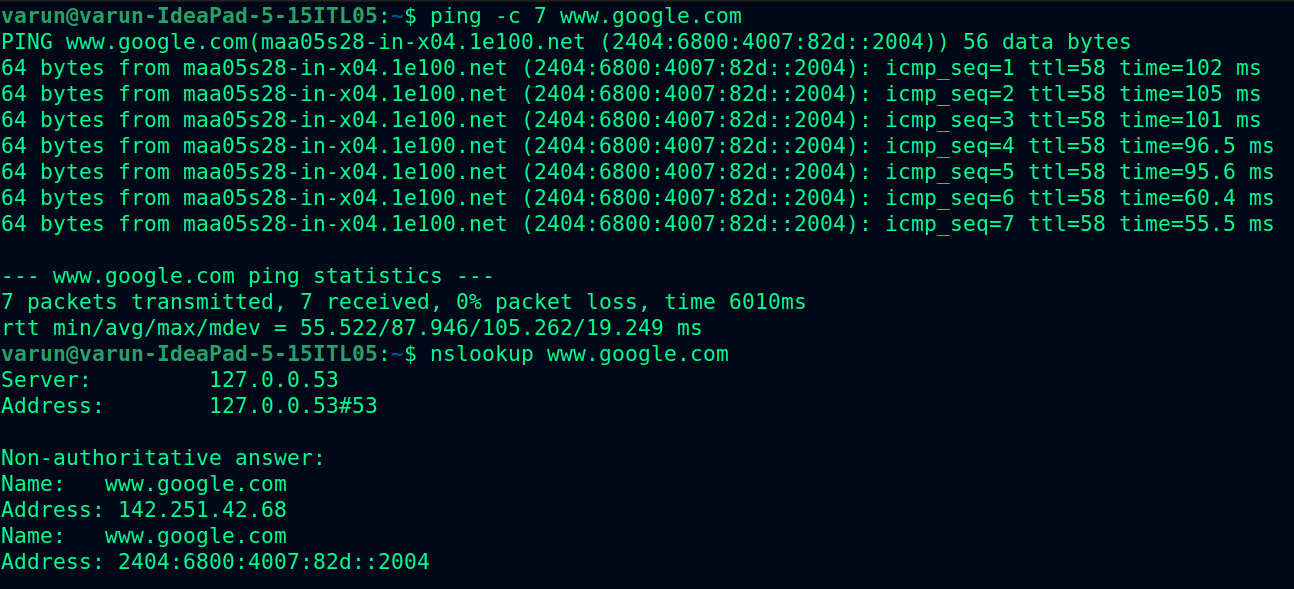 varun@varun-IdeaPad-5-15ITL05:~$ ping -c 7 www.google.com
PING www.google.com(maa05s28-in-x04.1e100.net (2404:6800:4007:82d::2004)) 56 data bytes
64 bytes from maa05s28-in-x04.1e100.net (2404:6800:4007:82d::2004): icmp_seq=1 ttl=58 time=102 ms
64 bytes from maa05s28-in-x04.1e100.net (2404:6800:4007:82d::2004): icmp_seq=2 ttl=58 time=105 ms
64 bytes from maa05s28-in-x04.1e100.net (2404:6800:4007:82d::2004): icmp_seq=3 ttl=58 time=101 ms
64 bytes from maa05s28-in-x04.1e100.net (2404:6800:4007:82d::2004): icmp_seq=4 ttl=58 time=96.5 ms
64 bytes from maa05s28-in-x04.1e100.net (2404:6800:4007:82d::2004): icmp_seq=5 ttl=58 time=95.6 ms
64 bytes from maa05s28-in-x04.1e100.net (2404:6800:4007:82d::2004): icmp_seq=6 ttl=58 time=60.4 ms
64 bytes from maa05s28-in-x04.1e100.net (2404:6800:4007:82d::2004): icmp_seq=7 ttl=58 time=55.5 ms

--- www.google.com ping statistics ---
7 packets transmitted, 7 received, 0% packet loss, time 6010ms
rtt min/avg/max/mdev = 55.522/87.946/105.262/19.249 ms
varun@varun-IdeaPad-5-15ITL05:~$ nslookup www.google.com
Server:         127.0.0.53
Address:        127.0.0.53#53

Non-authoritative answer:
Name:   www.google.com
Address: 142.251.42.68
Name:   www.google.com
Address: 2404:6800:4007:82d::2004